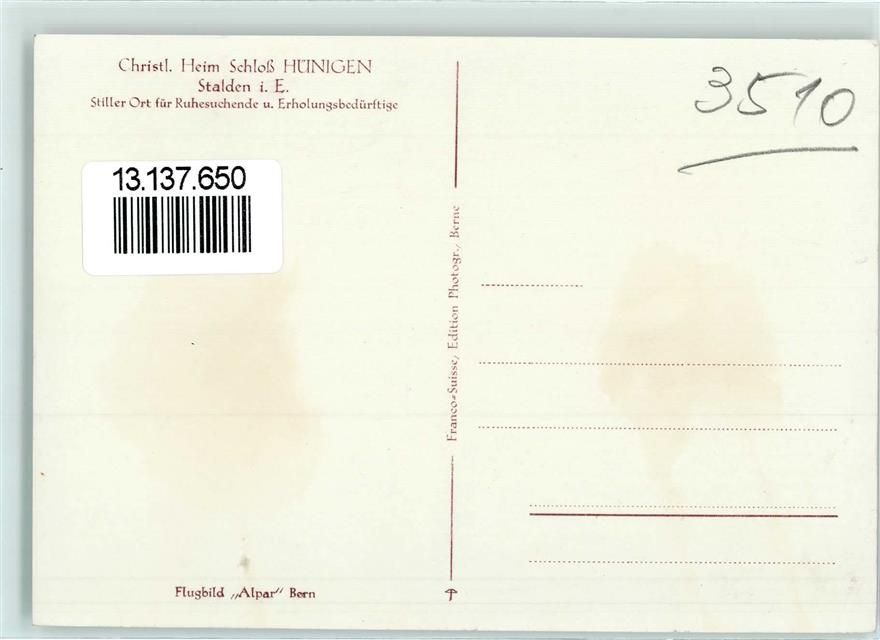 Christl. Heim Schloß HÜNIGEN
Stalden i. E.
Stiller Ort für Ruhesuchende u. Erholungsbedürftige
13.137.650
Flugbild „Alpar" Bern
Franco-Suisse, Edition Photogr., Berne
3510